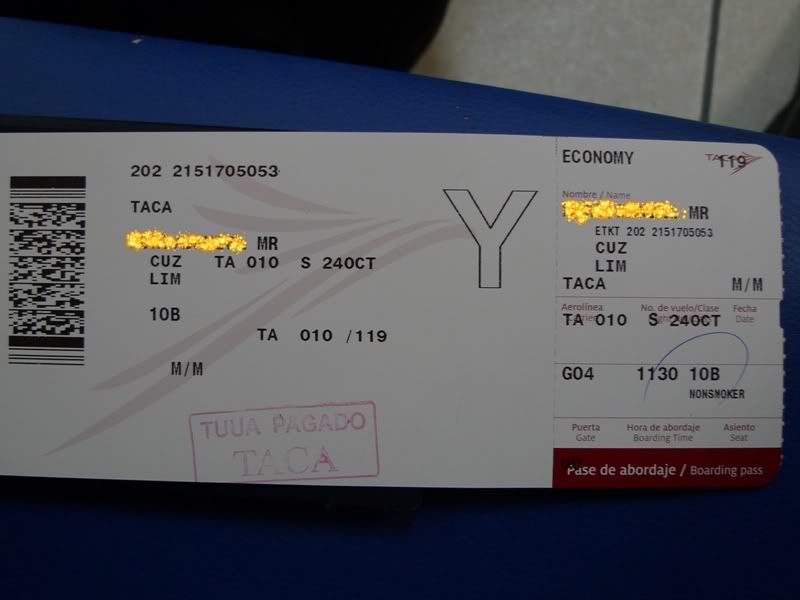 202 2151705053
TACA
MR
CUZ TA 010 S 24OCT
LIM
10B
TA 010 /119
M/M
TUUA PAGADO
TACA
Y
ECONOMY
TACA 119
Nombre / Name
MR
ETKT 202 2151705053
CUZ
LIM
TACA M/M
Aerolínea No. de vuelo/Clase Fecha
Date
TA 010 S 24OCT
G04 1130 10B
NONSMOKER
Puerta Hora de abordaje Asiento
Gate Boarding Time Seat
Pase de abordaje / Boarding pass